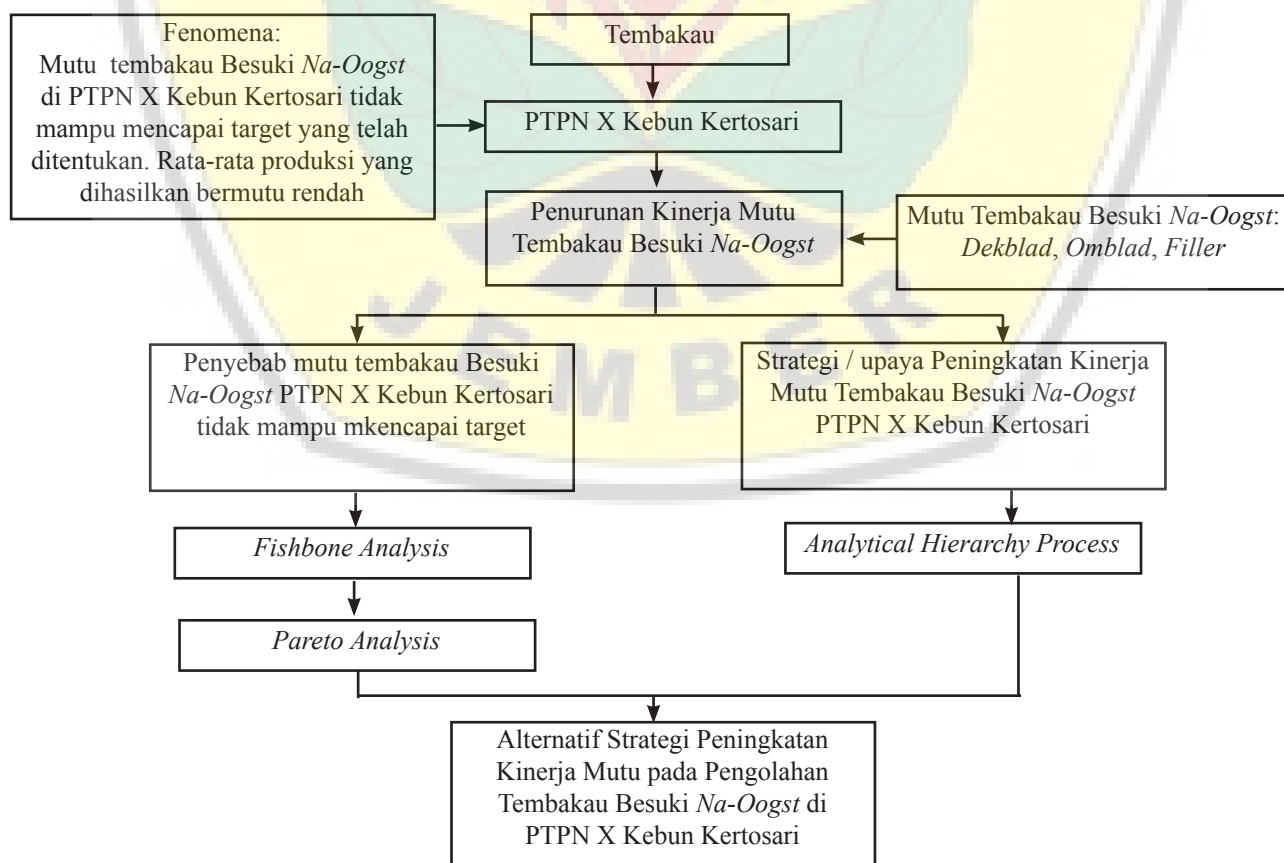 Fenomena:
Mutu tembakau Besuki Na-Oogst
di PTPN X Kebun Kertosari tidak
mampu mencapai target yang telah
ditentukan. Rata-rata produksi yang
dihasilkan bermutu rendah
Tembakau
PTPN X Kebun Kertosari
Penurunan Kinerja Mutu
Tembakau Besuki Na-Oogst
Mutu Tembakau Besuki Na-Oogst:
Dekblad, Omblad, Filler
JEMBER
Penyebab mutu tembakau Besuki
Na-Oogst PTPN X Kebun Kertosari
tidak mampu mkencapai target
Strategi / upaya Peningkatan Kinerja
Mutu Tembakau Besuki Na-Oogst
PTPN X Kebun Kertosari
Fishbone Analysis
Analytical Hierarchy Process
Pareto Analysis
Alternatif Strategi Peningkatan
Kinerja Mutu pada Pengolahan
Tembakau Besuki Na-Oogst di
PTPN X Kebun Kertosari